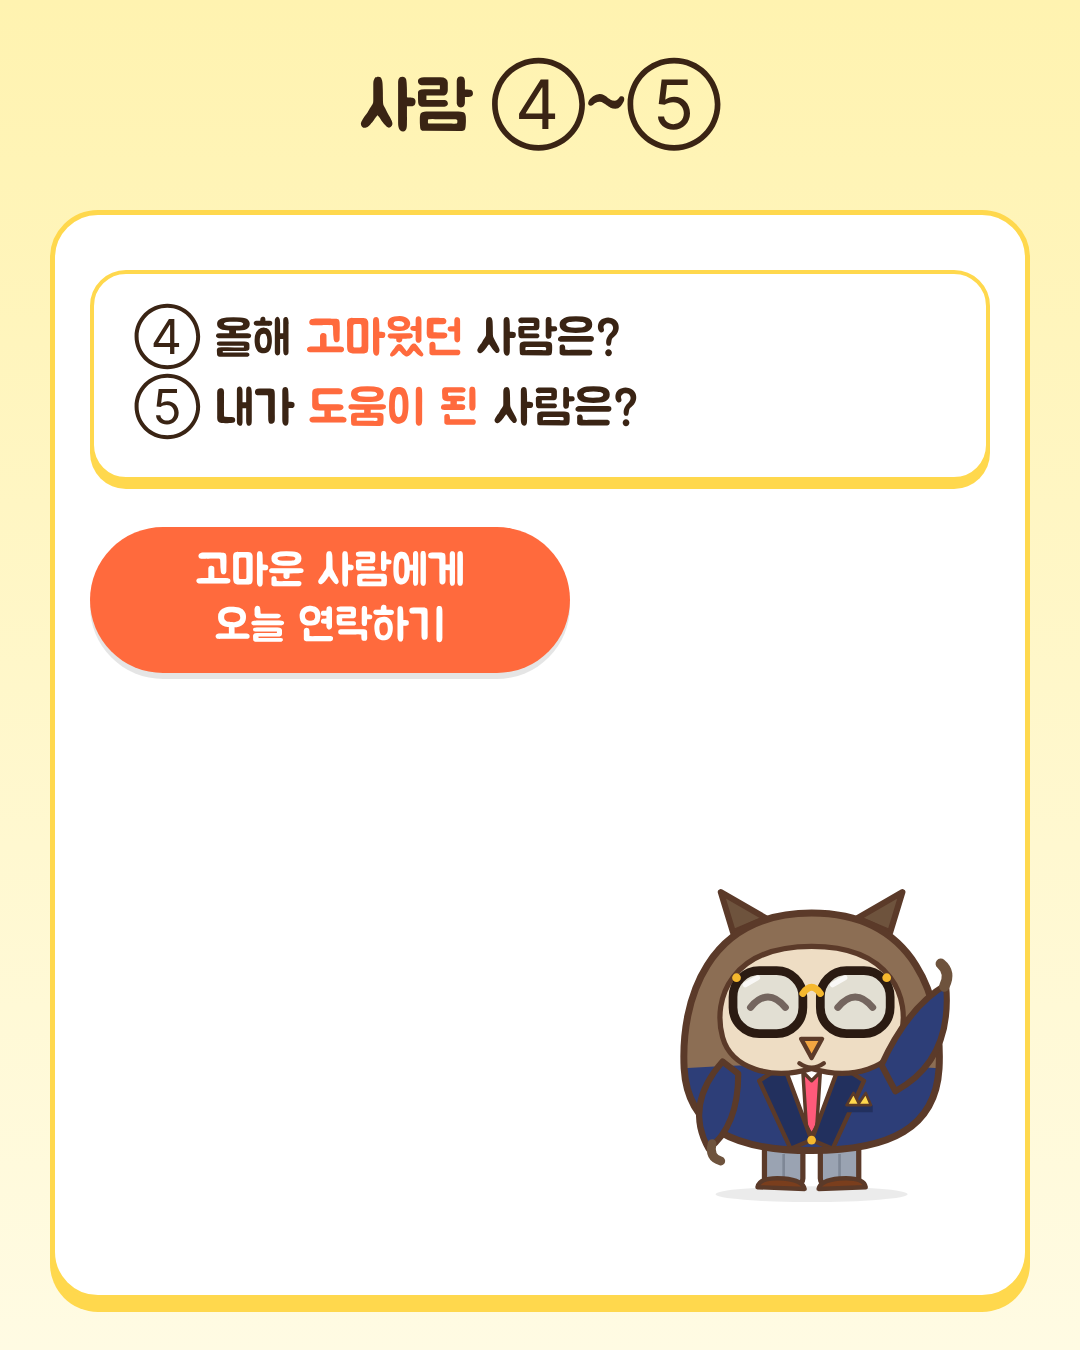 사람 ④~⑤
④ 올해 고마웠던 사람은?
⑤ 내가 도움이 된 사람은?
고마운 사람에게
오늘 연락하기